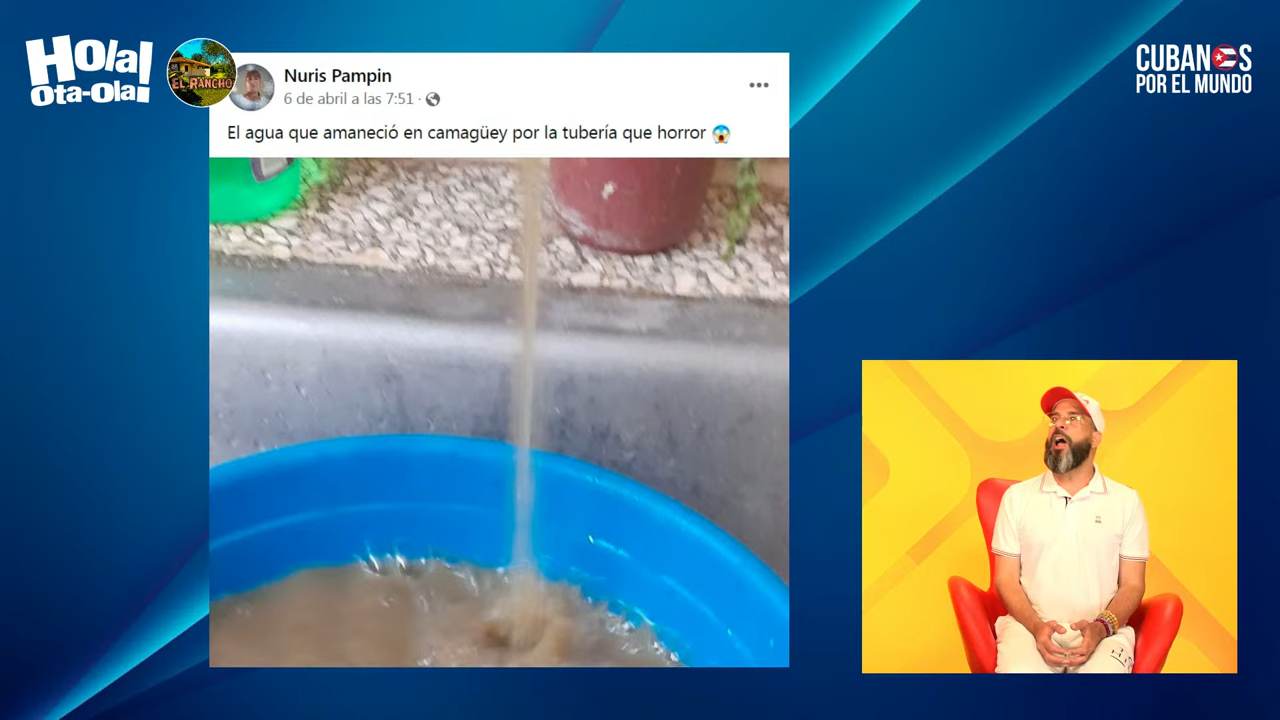 Hola!
Ota-Ola!
EL RANCHO
CUBANOS
POR EL MUNDO
Nuris Pampin
6 de abril a las 7:51 ·
El agua que amaneció en camagüey por la tubería que horror 😱